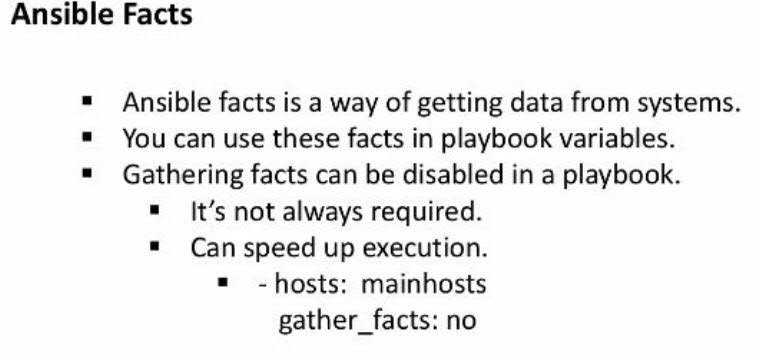 Ansible Facts
▪ Ansible facts is a way of getting data from systems.
▪ You can use these facts in playbook variables.
▪ Gathering facts can be disabled in a playbook.
▪ It’s not always required.
▪ Can speed up execution.
▪ - hosts: mainhosts
gather_facts: no